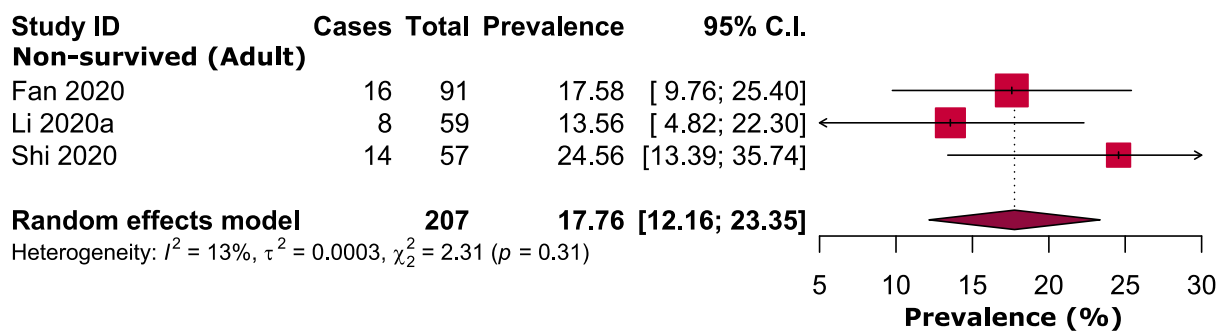 Study ID Cases Total Prevalence 95% C.I.
Non-survived (Adult)
Fan 2020 16 91 17.58 [ 9.76; 25.40]
Li 2020a 8 59 13.56 [ 4.82; 22.30]
Shi 2020 14 57 24.56 [13.39; 35.74]
Random effects model 207 17.76 [12.16; 23.35]
Heterogeneity: I² = 13%, τ² = 0.0003, χ²₂ = 2.31 (p = 0.31)
5 10 15 20 25 30
Prevalence (%)